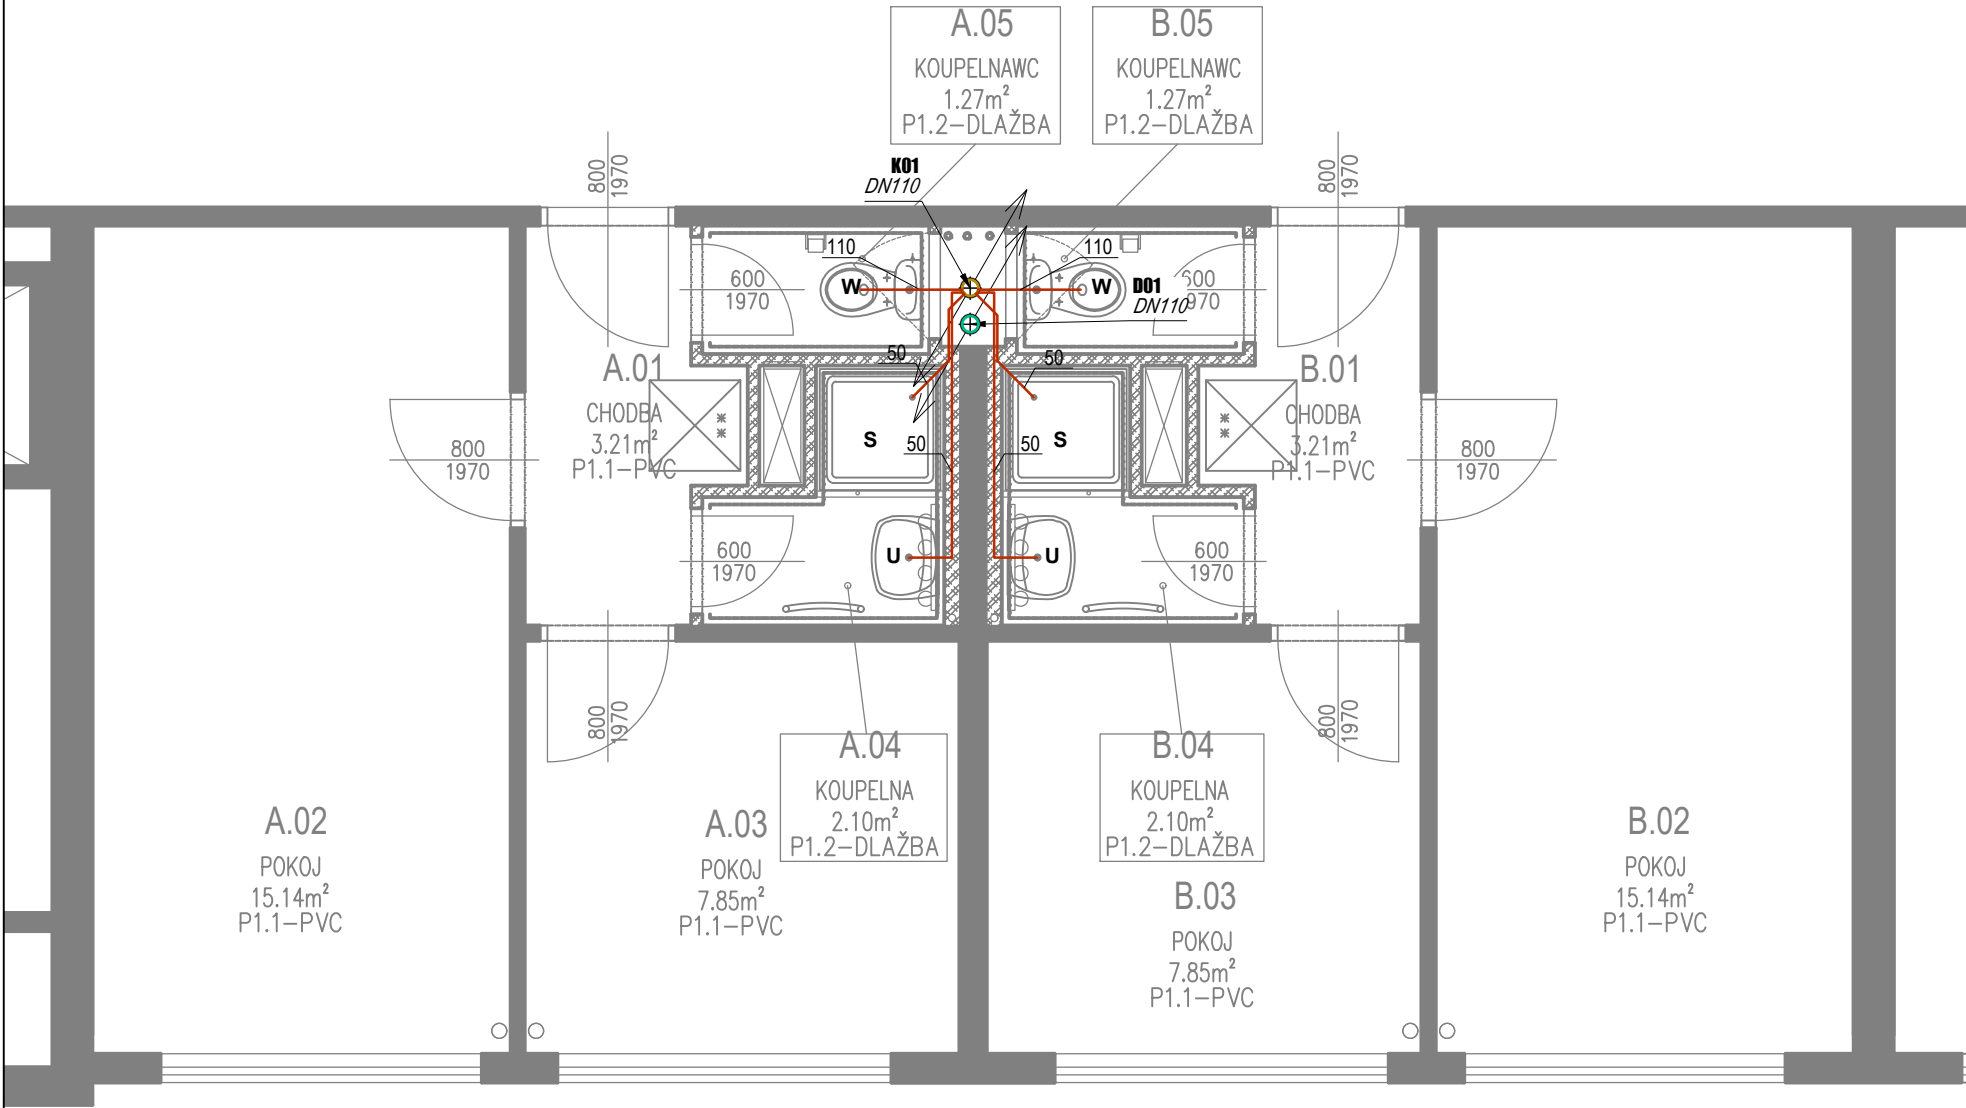 A.05
KOUPELNAWC
1.27m²
P1.2-DLAŽBA
B.05
KOUPELNAWC
1.27m²
P1.2-DLAŽBA
800
1970
K01
DN110
800
1970
110
110
600
1970
W
W
D01
DN110
600
1970
50
50
A.01
CHODBA
3.21m²
P1.1-PVC
B.01
CHODBA
3.21m²
P1.1-PVC
**
**
800
1970
S
50
50
S
800
1970
600
1970
U
U
600
1970
800
1970
800
1970
A.04
KOUPELNA
2.10m²
P1.2-DLAŽBA
B.04
KOUPELNA
2.10m²
P1.2-DLAŽBA
A.02
POKOJ
15.14m²
P1.1-PVC
A.03
POKOJ
7.85m²
P1.1-PVC
B.03
POKOJ
7.85m²
P1.1-PVC
B.02
POKOJ
15.14m²
P1.1-PVC